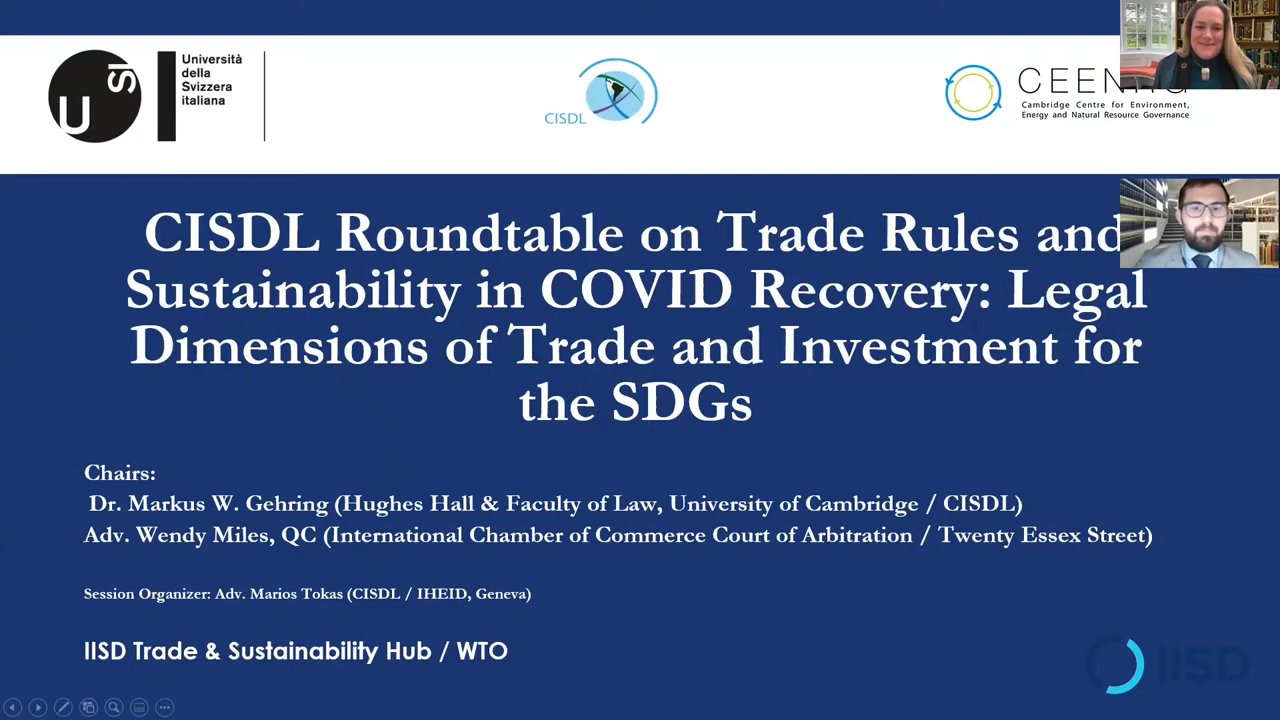 USI
Università
della
Svizzera
italiana
CISDL
Cambridge Centre for Environment,
Energy and Natural Resource Governance
CISDL Roundtable on Trade Rules and
Sustainability in COVID Recovery: Legal
Dimensions of Trade and Investment for
the SDGs
Chairs:
Dr. Markus W. Gehring (Hughes Hall & Faculty of Law, University of Cambridge / CISDL)
Adv. Wendy Miles, QC (International Chamber of Commerce Court of Arbitration / Twenty Essex Street)
Session Organizer: Adv. Marios Tokas (CISDL / IHEID, Geneva)
IISD Trade & Sustainability Hub / WTO
IISD